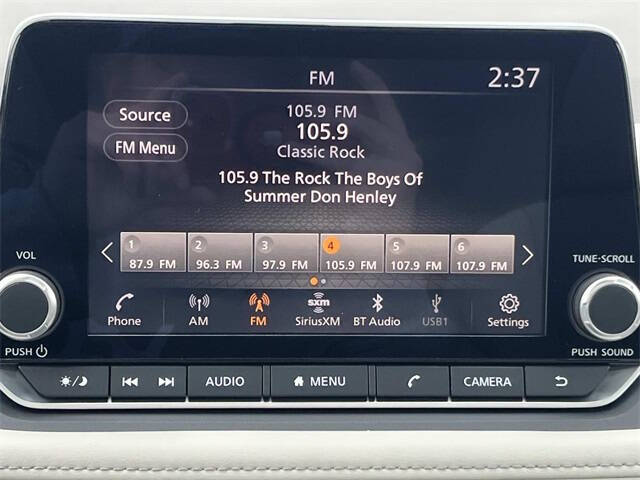 FM
2:37
Source
105.9 FM
105.9
FM Menu
Classic Rock
105.9 The Rock The Boys Of
Summer Don Henley
VOL
TUNE•SCROLL
1 2 3 4 5 6
87.9 FM 96.3 FM 97.9 FM 105.9 FM 107.9 FM 107.9 FM
sxm
Phone AM FM SiriusXM BT Audio USB1 Settings
PUSH
PUSH SOUND
AUDIO MENU CAMERA